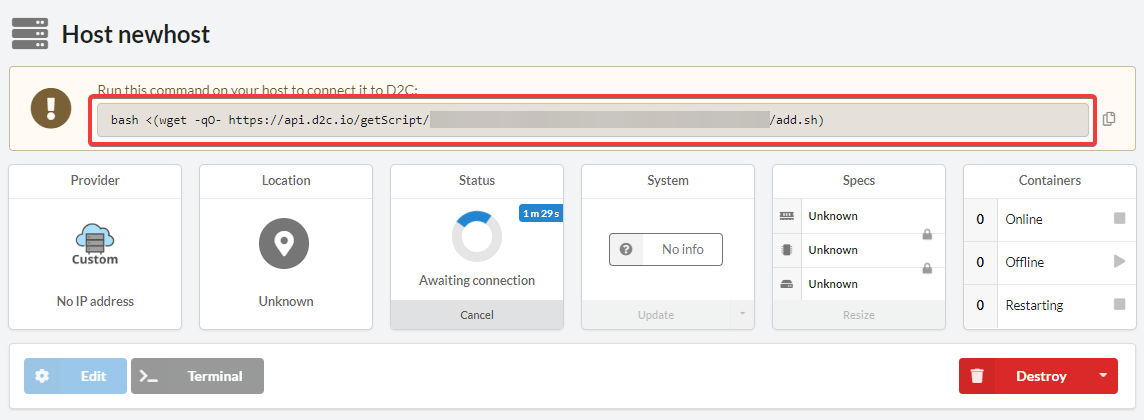 Host newhost
Run this command on your host to connect it to D2C:
bash <(wget -qO- https://api.d2c.io/getScript/ /add.sh)
Provider
Location
Status
System
Specs
Containers
Custom
No IP address
Unknown
1 m 29 s
Awaiting connection
Cancel
No info
Update
Unknown
Unknown
Unknown
Resize
0 Online
0 Offline
0 Restarting
Edit
Terminal
Destroy